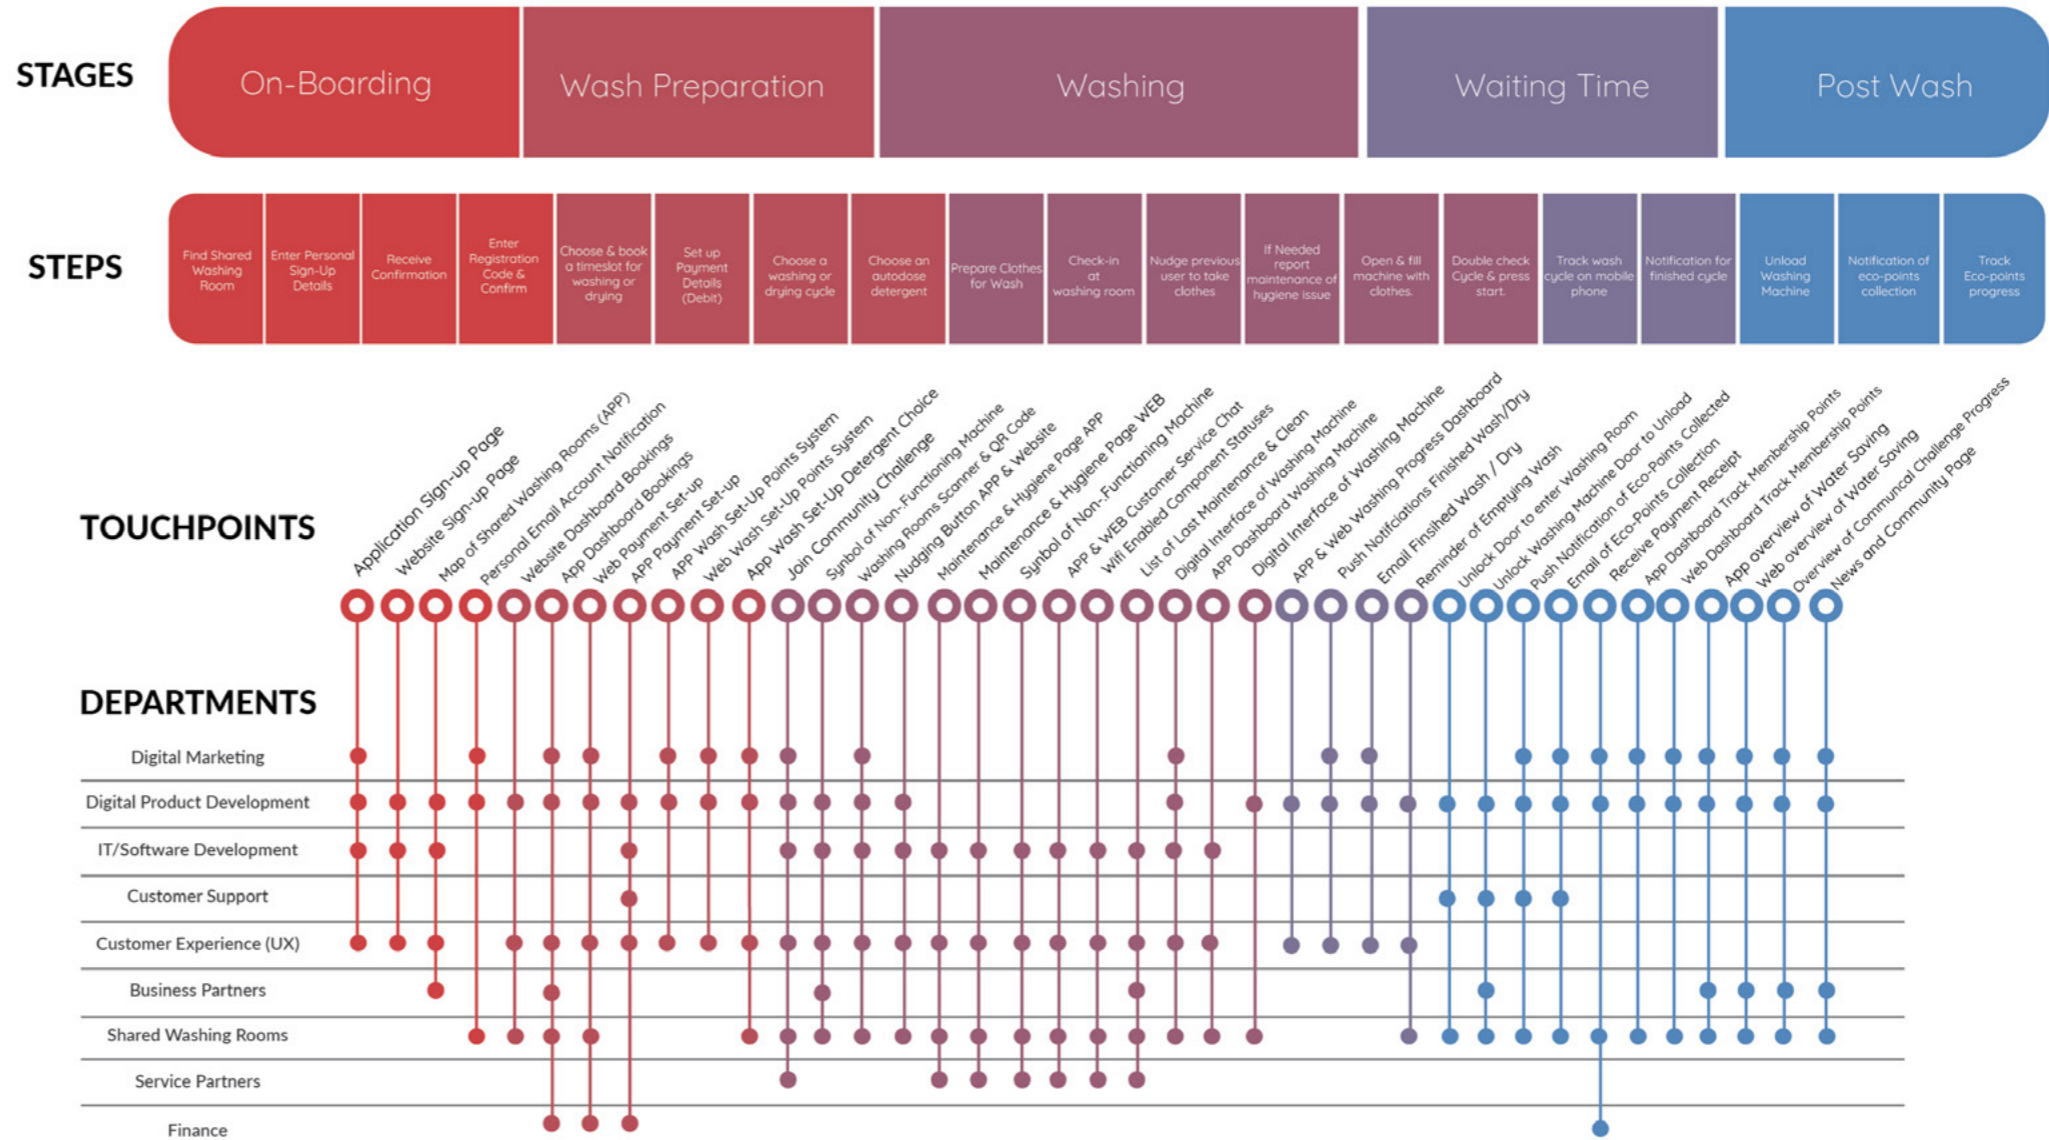 STAGES
On-Boarding
Wash Preparation
Washing
Waiting Time
Post Wash
STEPS
Find Shared
Washing
Room
Enter Personal
Sign-Up
Details
Receive
Confirmation
Enter
Registration
Code &
Confirm
Choose & book
a timeslot for
washing or
drying
Set up
Payment
Details
(Debit)
Choose a
washing or
drying cycle
Choose an
autodose
detergent
Prepare Clothes
for Wash
Check-in
at
washing room
Nudge previous
user to take
clothes
If Needed
report
maintenance of
hygiene issue
Open & fill
machine with
clothes.
Double check
Cycle & press
start.
Track wash
cycle on mobile
phone
Notification for
finished cycle
Unload
Washing
Machine
Notification of
eco-points
collection
Track
Eco-points
progress
TOUCHPOINTS
Application Sign-up Page
Website Sign-up Page
Map of Shared Washing Rooms (APP)
Personal Email Account Notification
Website Dashboard Bookings
App Dashboard Bookings
Web Payment Set-up
APP Payment Set-up
APP Wash Set-Up Points System
Web Wash Set-Up Points System
App Wash Set-Up Detergent Choice
Join Community Challenge
Symbol of Non-Functioning Machine
Washing Rooms Scanner & QR Code
Nudging Button APP & Website
Maintenance & Hygiene Page APP
Maintenance & Hygiene Page WEB
Symbol of Non-Functioning Machine
APP & WEB Customer Service Chat
Wifi Enabled Component Statuses
List of Last Maintenance & Clean
Digital Interface of Washing Machine
APP Dashboard Washing Machine
Digital Interface of Washing Machine
APP & Web Washing Progress Dashboard
Push Notifciations Finished Wash/Dry
Email Finsihed Wash / Dry
Reminder of Emptying Wash
Unlock Door to enter Washing Room
Unlock Washing Machine Door to Unload
Push Notification of Eco-Points Collected
Email of Eco-Points Collection
Receive Payment Receipt
App Dashboard Track Membership Points
Web Dashboard Track Membership Points
App overview of Water Saving
Web overview of Water Saving
Overview of Communcal Challenge Progress
News and Community Page
DEPARTMENTS
Digital Marketing
Digital Product Development
IT/Software Development
Customer Support
Customer Experience (UX)
Business Partners
Shared Washing Rooms
Service Partners
Finance